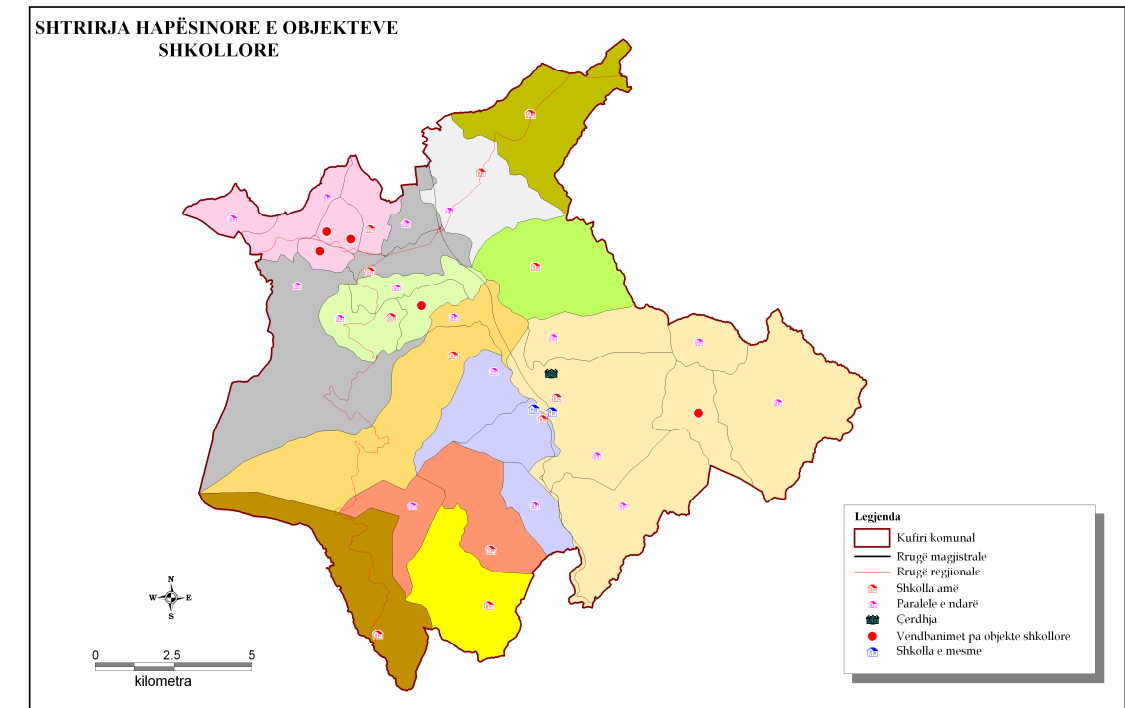 SHTRIRJA HAPËSINORE E OBJEKTEVE
SHKOLLORE
N
W E
S
0 2.5 5
kilometra
Legjenda
Kufiri komunal
Rrugë magjistrale
Rrugë regjionale
Shkolla amë
Paralele e ndarë
Çerdhja
Vendbanimet pa objekte shkollore
Shkolla e mesme